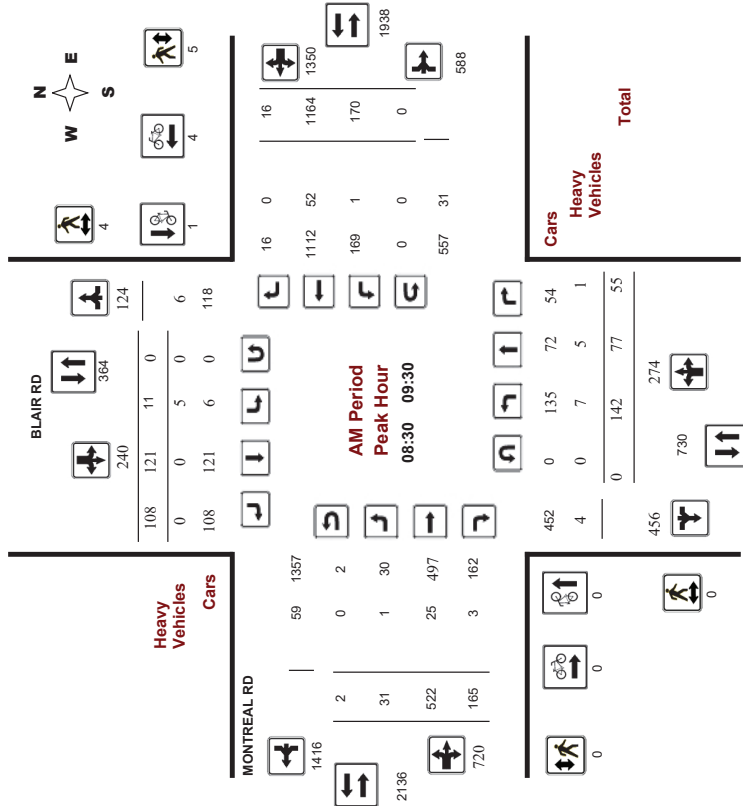 N
W E
S
4
1
4
5
BLAIR RD
364
240
124
108 121 11 0
0 0 5 0 6
108 121 6 0 118
Heavy
Vehicles
Cars
16 0 16
1112 52 1164
169 1 170
0 0 0
557 31
1350
1938
588
MONTREAL RD
59 1357
2 0 2
31 1 30
522 25 497
165 3 162
1416
2136
720
AM Period
Peak Hour
08:30 09:30
Cars
Heavy
Vehicles
Total
452 0 135 72 54
4 0 7 5 1
0 142 77 55
456
730
274
0
0
0
0